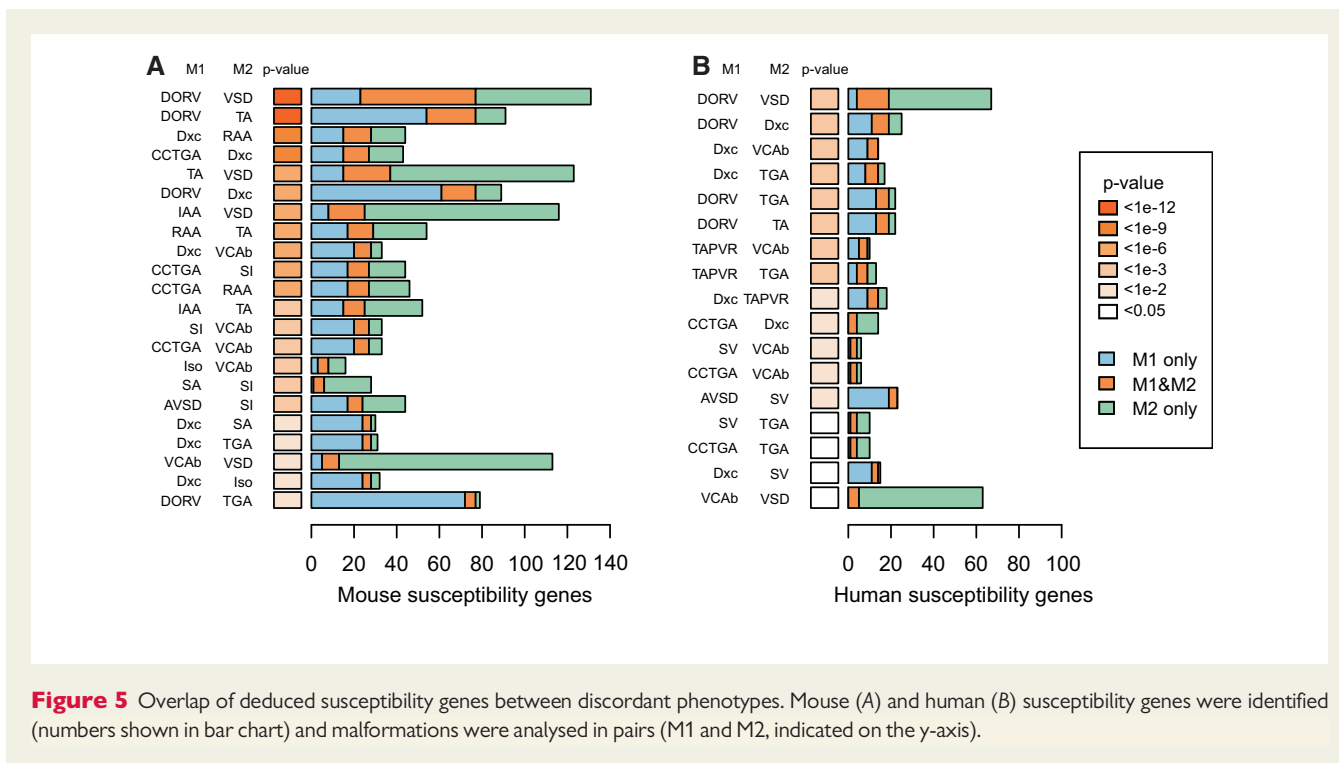 A M1 M2 p-value
DORV VSD
DORV TA
Dxc RAA
CCTGA Dxc
TA VSD
DORV Dxc
IAA VSD
RAA TA
Dxc VCAb
CCTGA SI
CCTGA RAA
IAA TA
SI VCAb
CCTGA VCAb
Iso VCAb
SA SI
AVSD SI
Dxc SA
Dxc TGA
VCAb VSD
Dxc Iso
DORV TGA
0 20 40 60 80 100 120 140
Mouse susceptibility genes
B M1 M2 p-value
DORV VSD
DORV Dxc
Dxc VCAb
Dxc TGA
DORV TGA
DORV TA
TAPVR VCAb
TAPVR TGA
Dxc TAPVR
CCTGA Dxc
SV VCAb
CCTGA VCAb
AVSD SV
SV TGA
CCTGA TGA
Dxc SV
VCAb VSD
0 20 40 60 80 100
Human susceptibility genes
p-value
<1e-12
<1e-9
<1e-6
<1e-3
<1e-2
<0.05
M1 only
M1&M2
M2 only
Figure 5 Overlap of deduced susceptibility genes between discordant phenotypes. Mouse (A) and human (B) susceptibility genes were identified
(numbers shown in bar chart) and malformations were analysed in pairs (M1 and M2, indicated on the y-axis).